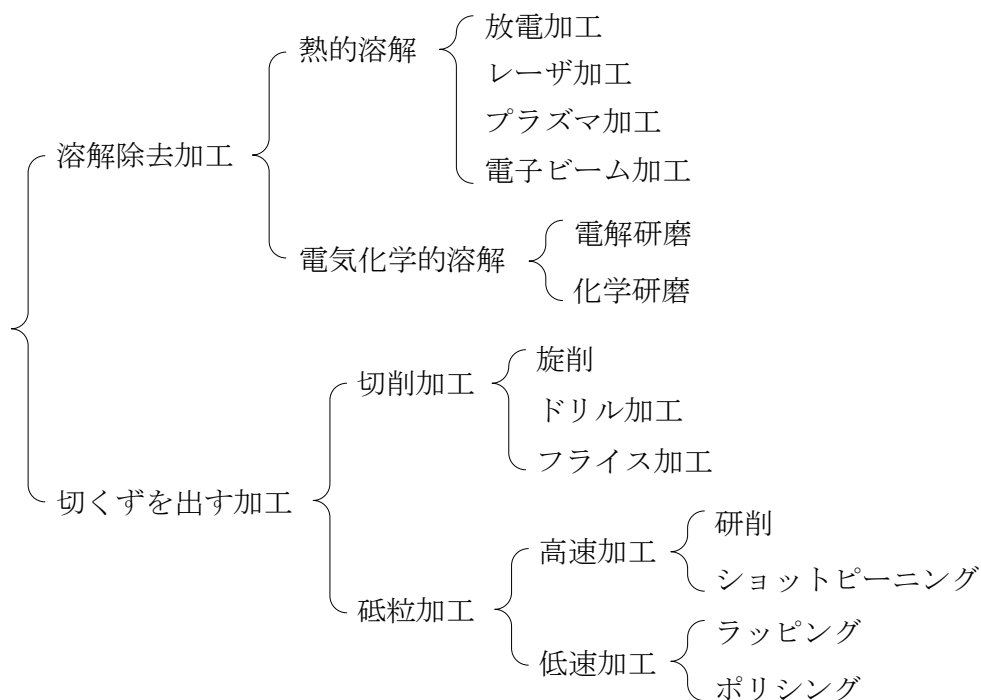 熱的溶解
放電加工
レーザ加工
プラズマ加工
電子ビーム加工
溶解除去加工
電気化学的溶解
電解研磨
化学研磨
切削加工
旋削
ドリル加工
フライス加工
切くずを出す加工
砥粒加工
高速加工
研削
ショットピーニング
低速加工
ラッピング
ポリシング